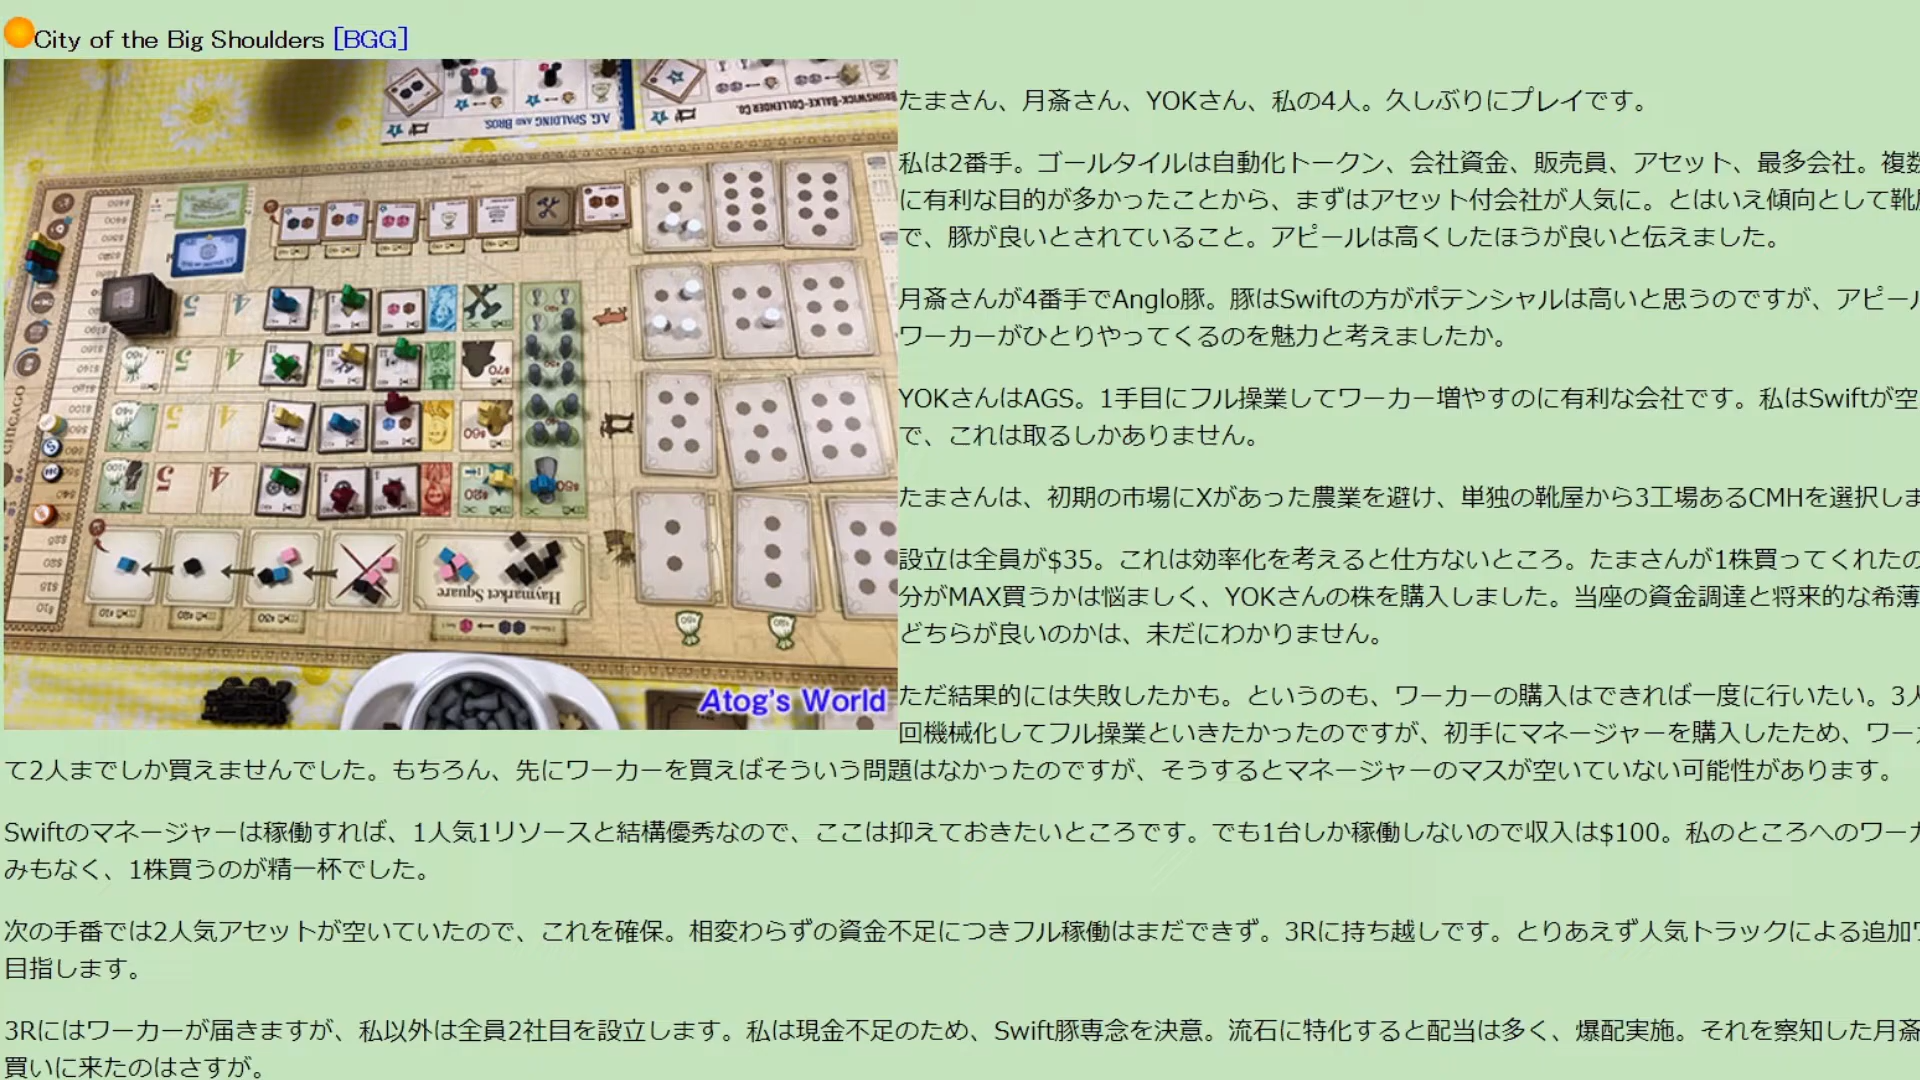 City of the Big Shoulders [BGG]
たまさん、月斎さん、YOKさん、私の4人。久しぶりにプレイです。
私は2番手。ゴールタイルは自動化トークン、会社資金、販売員、アセット、最多会社。複数
に有利な目的が多かったことから、まずはアセット付会社が人気に。とはいえ傾向として靴
で、豚が良いとされていること。アピールは高くしたほうが良いと伝えました。
月斎さんが4番手でAnglo豚。豚はSwiftの方がポテンシャルは高いと思うのですが、アピー
ワーカーがひとりやってくるのを魅力と考えましたか。
YOKさんはAGS。1手目にフル操業してワーカー増やすのに有利な会社です。私はSwiftが空
で、これは取るしかありません。
たまさんは、初期の市場にXがあった農業を避け、単独の靴屋から3工場あるCMHを選択しま
設立は全員が$35。これは効率化を考えると仕方ないところ。たまさんが1株買ってくれたの
分がMAX買うかは悩ましく、YOKさんの株を購入しました。当座の資金調達と将来的な希薄
どちらが良いのかは、未だにわかりません。
ただ結果的には失敗したかも。というのも、ワーカーの購入はできれば一度に行いたい。3人
回機械化してフル操業といきたかったのですが、初手にマネージャーを購入したため、ワー
て2人までしか買えませんでした。もちろん、先にワーカーを買えばそういう問題はなかったのですが、そうするとマネージャーのマスが空いていない可能性があります。
Swiftのマネージャーは稼働すれば、1人気1リソースと結構優秀なので、ここは抑えておきたいところです。でも1台しか稼働しないので収入は$100。私のところへのワー
みもなく、1株買うのが精一杯でした。
次の手番では2人気アセットが空いていたので、これを確保。相変わらずの資金不足につきフル稼働はまだできず。3Rに持ち越しです。とりあえず人気トラックによる追加
目指します。
3Rにはワーカーが届きますが、私以外は全員2社目を設立します。私は現金不足のため、Swift豚専念を決意。流石に特化すると配当は多く、爆配実施。それを察知した月斎
買いに来たのはさすが。
A.G. SPALDING AND BROS.
BRUNSWICK-BALKE-COLLENDER CO.
CHICAGO
Haymarket Square
Atog's World